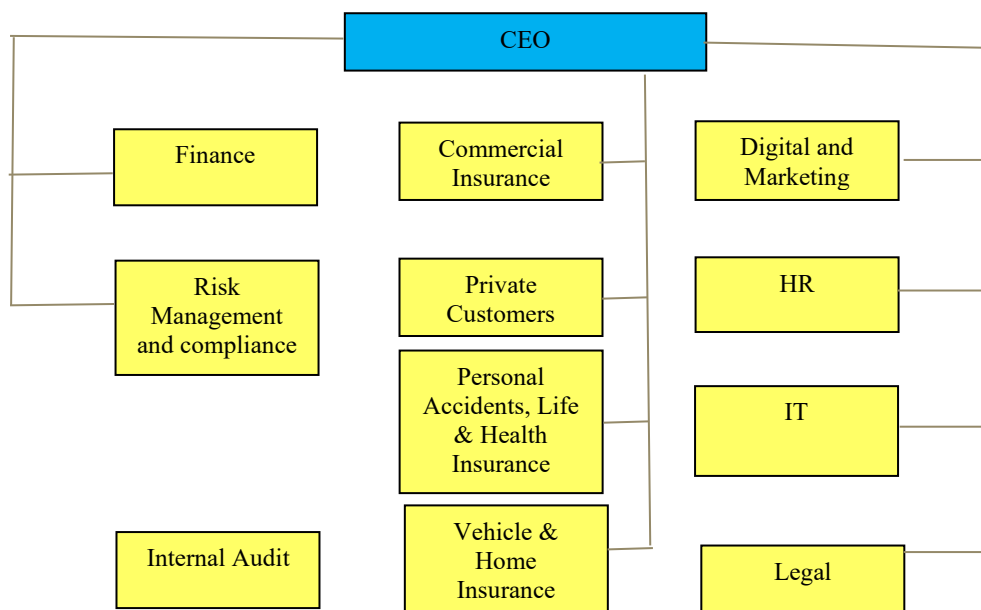 CEO
Finance
Commercial
Insurance
Digital and
Marketing
Risk
Management
and compliance
Private
Customers
HR
Personal
Accidents, Life
& Health
Insurance
IT
Internal Audit
Vehicle &
Home
Insurance
Legal